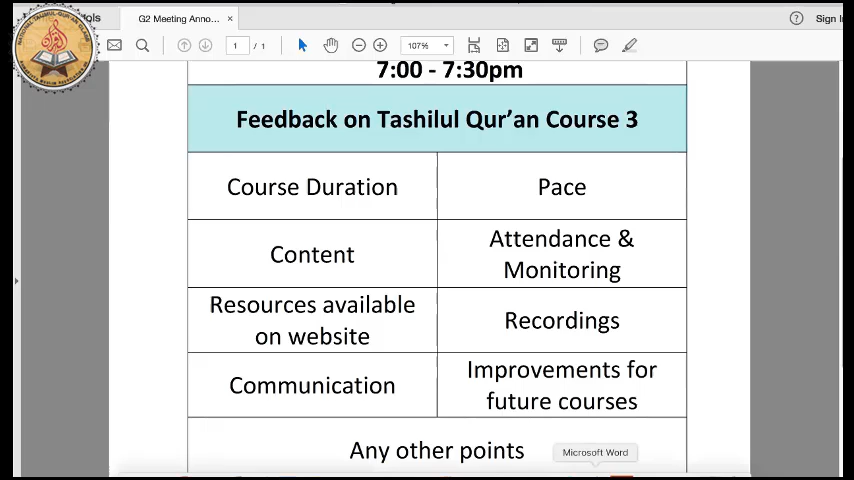 ols
G2 Meeting Anno...
×
Sign In
1 / 1
107%
7:00 - 7:30pm
Feedback on Tashilul Qur’an Course 3
Course Duration
Pace
Content
Attendance &
Monitoring
Resources available
on website
Recordings
Communication
Improvements for
future courses
Any other points
Microsoft Word